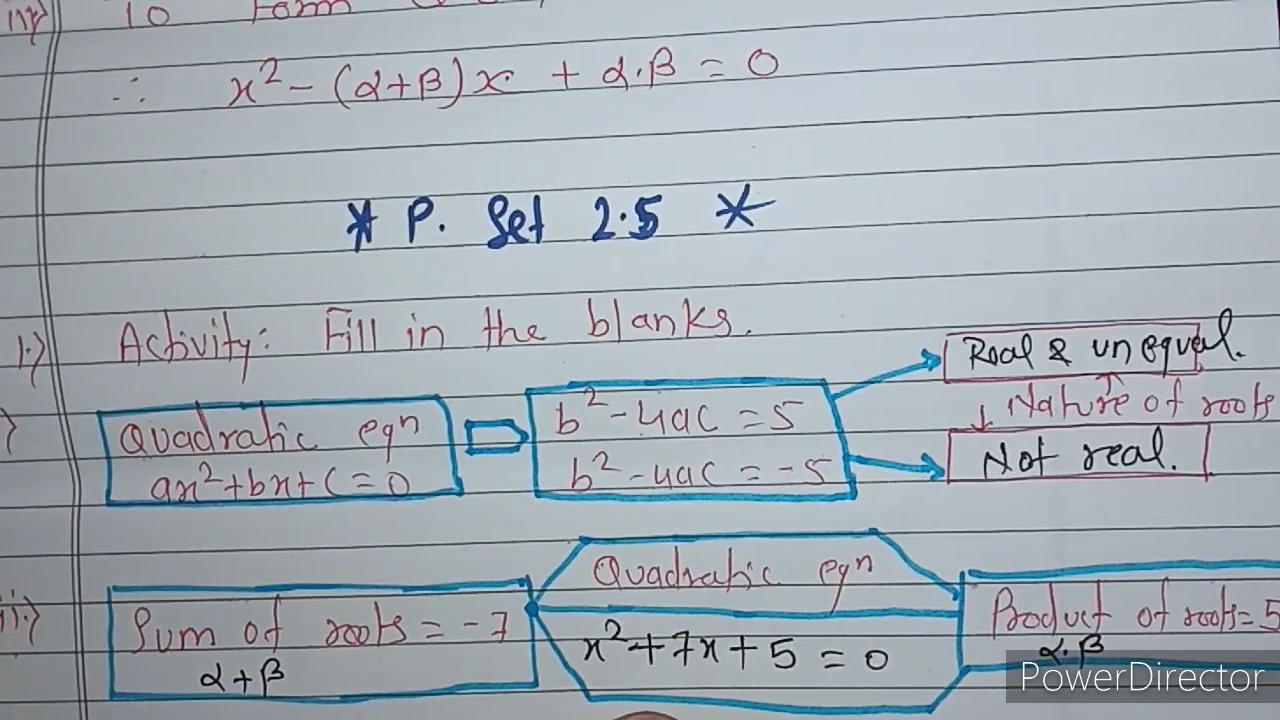 10
∴ x² - (α+β)x + α.β = 0
* P. Set 2.5 *
1.) Activity: Fill in the blanks.
Quadratic eqn
ax²+bx+c=0
b²-4ac = 5
b²-4ac = -5
Real & unequal.
Nature of roots
Not real.
Sum of roots = -7
α+β
Quadratic eqn
x²+7x+5 = 0
Product of roots=5
α.β
PowerDirector